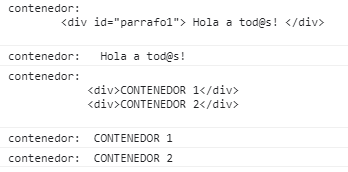 contenedor:
<div id="parrafo1"> Hola a tod@s! </div>
contenedor:   Hola a tod@s!
contenedor:
<div>CONTENEDOR 1</div>
<div>CONTENEDOR 2</div>
contenedor:  CONTENEDOR 1
contenedor:  CONTENEDOR 2